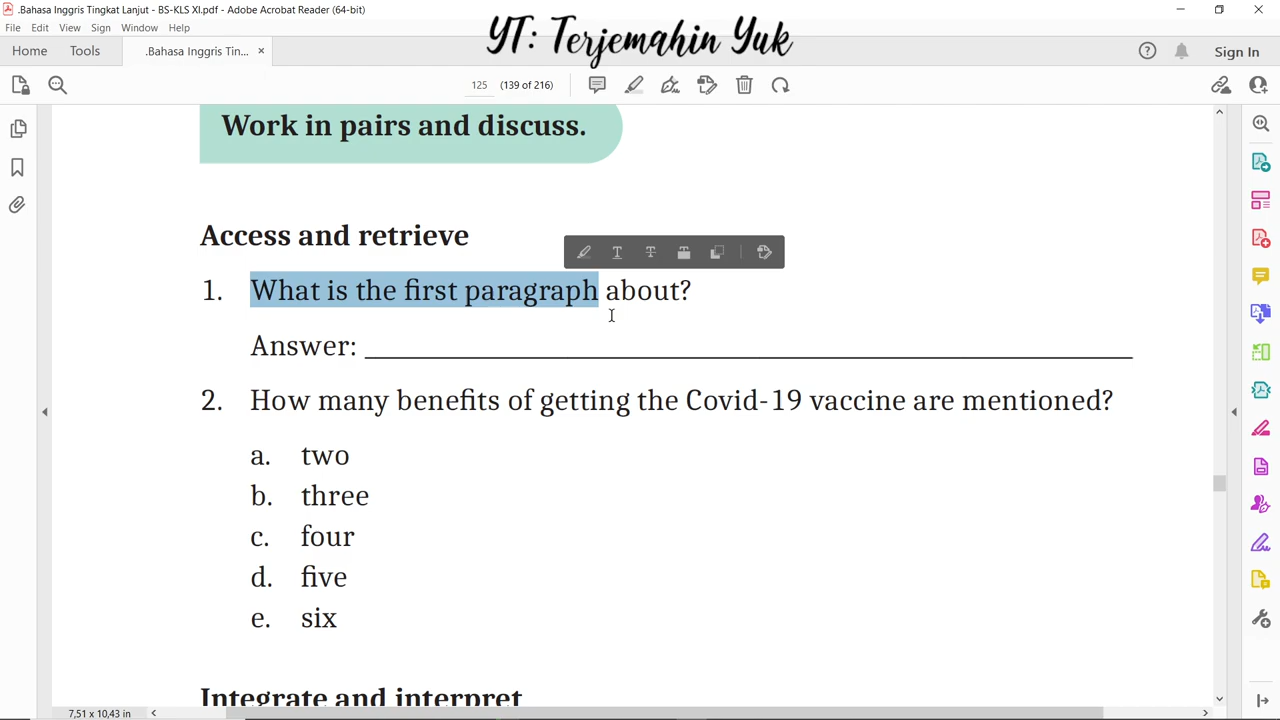 .Bahasa Inggris Tingkat Lanjut - BS-KLS XI.pdf - Adobe Acrobat Reader (64-bit)
File Edit View Sign Window Help
YT: Terjemahin Yuk
Home Tools .Bahasa Inggris Tin... × Sign In
125 (139 of 216)
Work in pairs and discuss.
Access and retrieve
1. What is the first paragraph about?
Answer: ____________________
2. How many benefits of getting the Covid-19 vaccine are mentioned?
a. two
b. three
c. four
d. five
e. six
Integrate and interpret
7,51 x 10,43 in